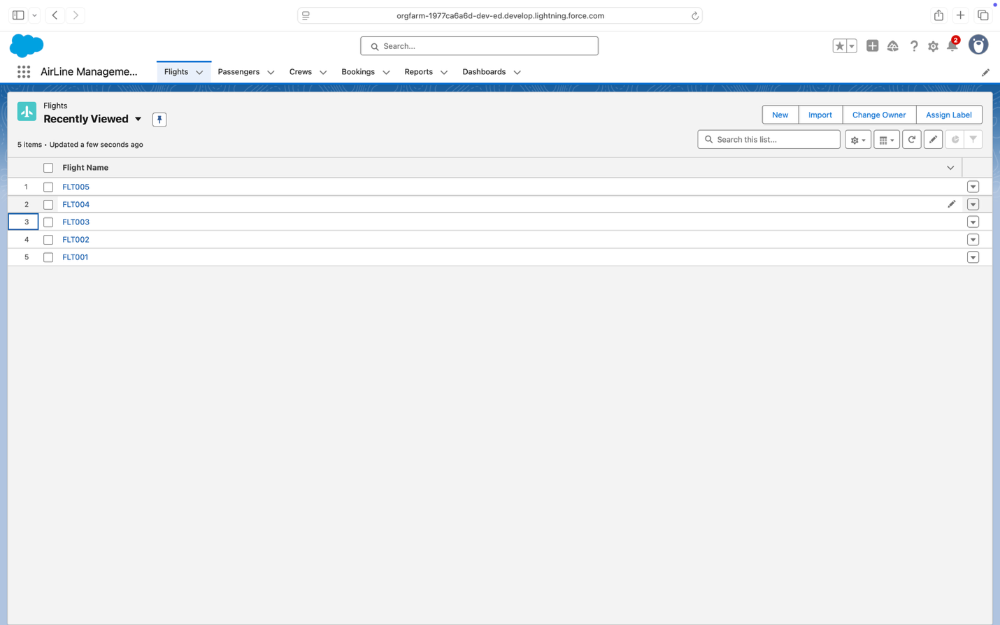 orgfarm-1977ca6a6d-dev-ed.develop.lightning.force.com
Search...
2
AirLine Manageme...
Flights
Passengers
Crews
Bookings
Reports
Dashboards
Flights
Recently Viewed
New
Import
Change Owner
Assign Label
5 items • Updated a few seconds ago
Search this list...
Flight Name
1 FLT005
2 FLT004
3 FLT003
4 FLT002
5 FLT001